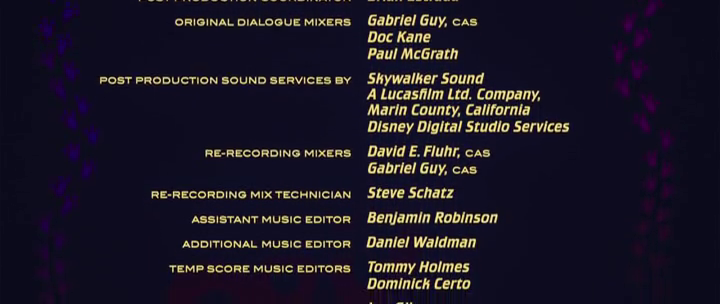 ORIGINAL DIALOGUE MIXERS Gabriel Guy, CAS
Doc Kane
Paul McGrath
POST PRODUCTION SOUND SERVICES BY Skywalker Sound
A Lucasfilm Ltd. Company,
Marin County, California
Disney Digital Studio Services
RE-RECORDING MIXERS David E. Fluhr, CAS
Gabriel Guy, CAS
RE-RECORDING MIX TECHNICIAN Steve Schatz
ASSISTANT MUSIC EDITOR Benjamin Robinson
ADDITIONAL MUSIC EDITOR Daniel Waldman
TEMP SCORE MUSIC EDITORS Tommy Holmes
Dominick Certo